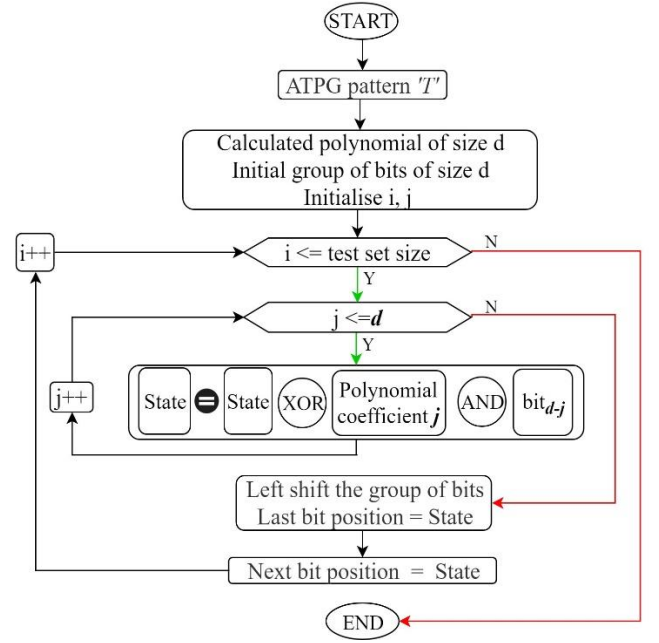 START
ATPG pattern 'T'
Calculated polynomial of size d
Initial group of bits of size d
Initialise i, j
i++
i <= test set size
N
Y
j <=d
N
Y
j++
State = State XOR Polynomial coefficient j AND bit d-j
Left shift the group of bits
Last bit position = State
Next bit position = State
END